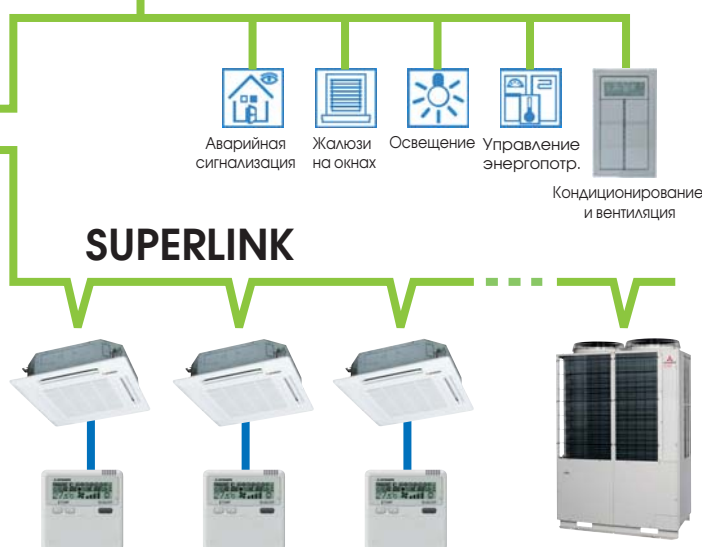 Аварийная
сигнализация
Жалюзи
на окнах
Освещение
Управление
энергопотр.
Кондиционирование
и вентиляция
SUPERLINK